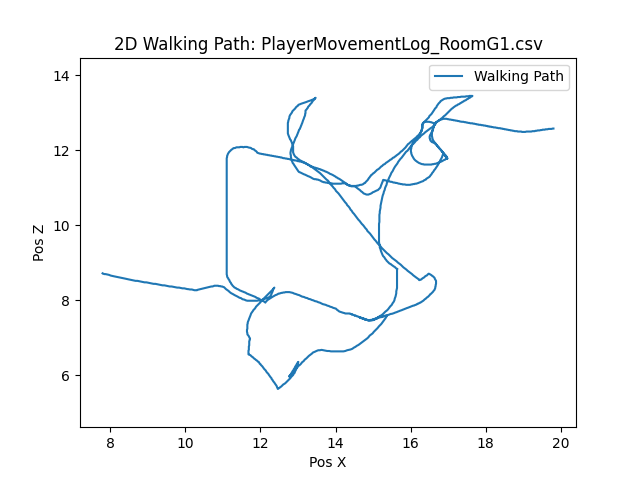 2D Walking Path: PlayerMovementLog_RoomG1.csv
Walking Path
14
12
10
8
6
Pos Z
8 10 12 14 16 18 20
Pos X